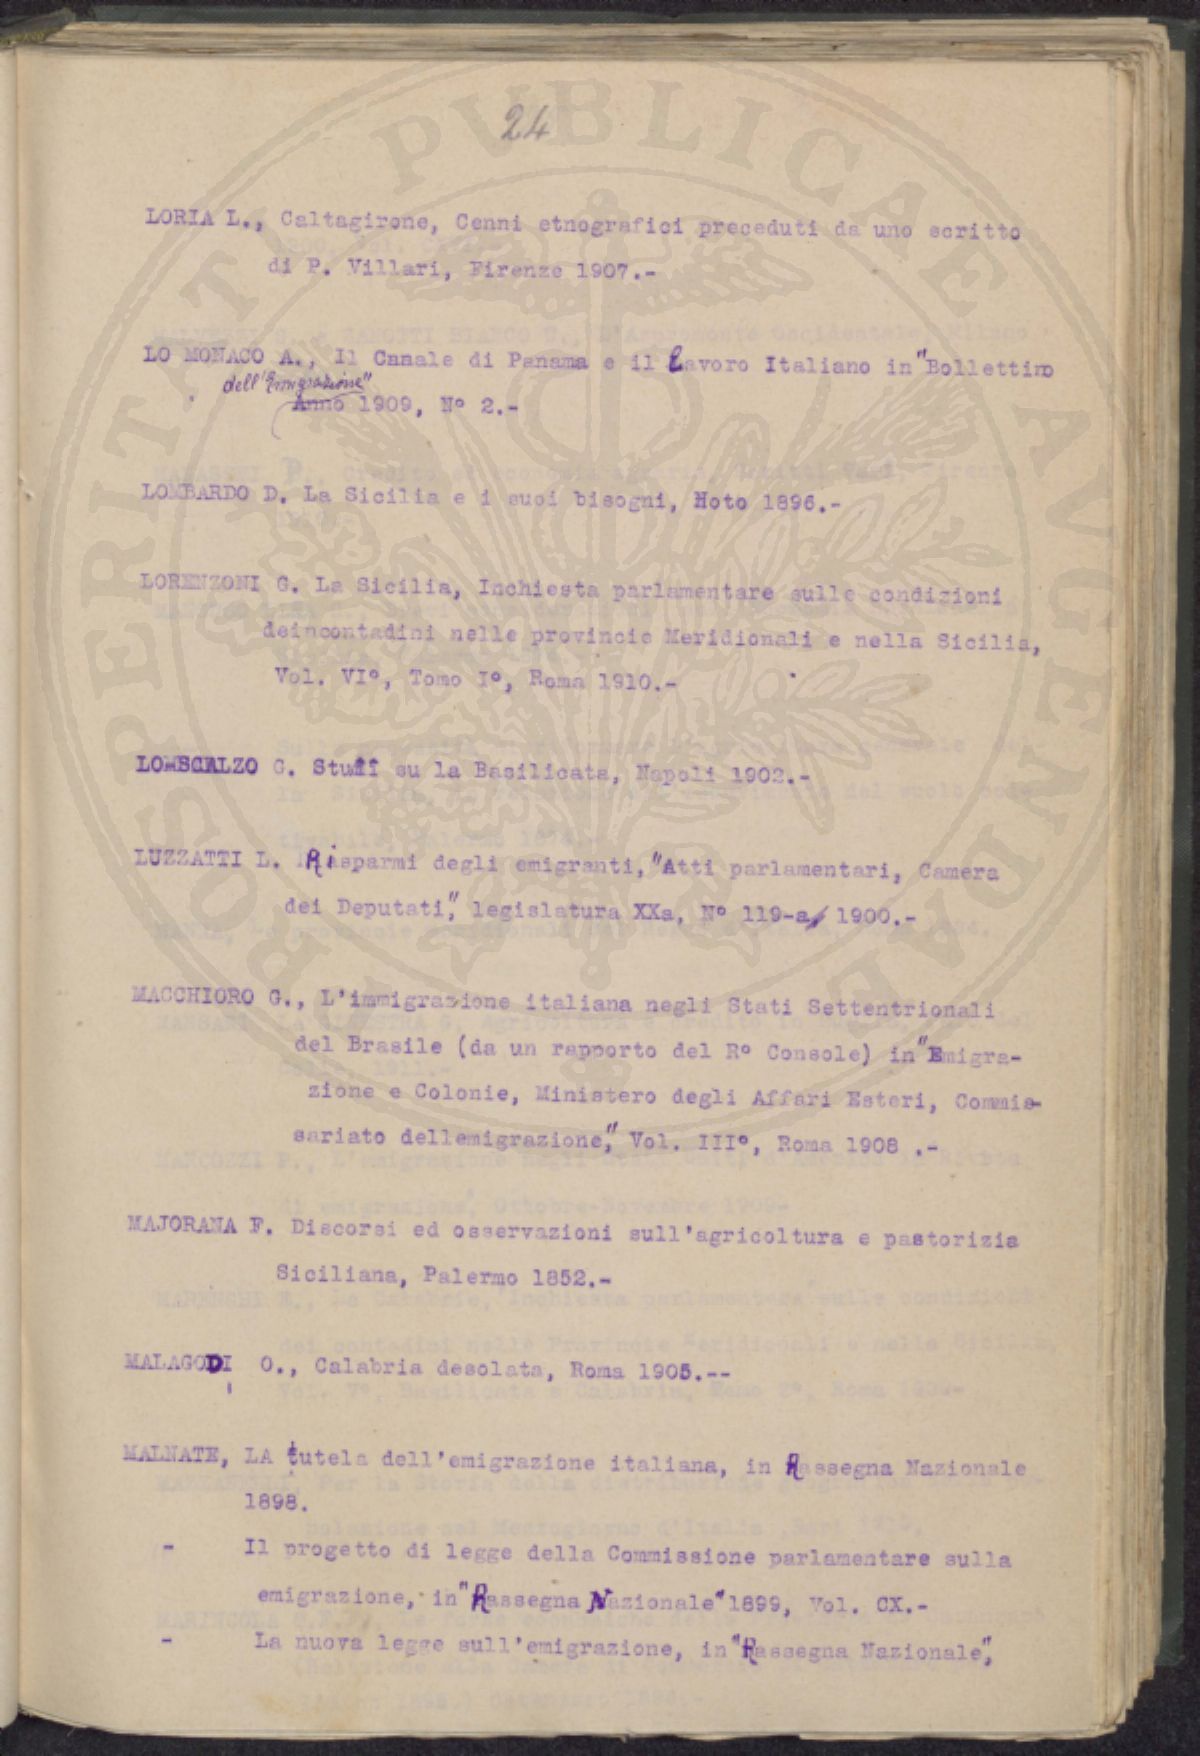 24
LORIA L., Caltagirone, Cenni etnografici preceduti da uno scritto
di P. Villari, Firenze 1907.-
LO MONACO A., Il Canale di Panama e il Lavoro Italiano in "Bollettino
dell'Emigrazione"
Anno 1909, N° 2.-
LOMBARDO D. La Sicilia e i suoi bisogni, Noto 1896.-
LORENZONI G. La Sicilia, Inchiesta parlamentare sulle condizioni
deincontadini nelle provincie Meridionali e nella Sicilia,
Vol. VI°, Tomo I°, Roma 1910.-
LOMSCALZO C. Studi su la Basilicata, Napoli 1902.-
LUZZATTI L. Risparmi degli emigranti, "Atti parlamentari, Camera
dei Deputati", legislatura XXa, N° 119-a, 1900.-
MACCHIORO G., L'immigrazione italiana negli Stati Settentrionali
del Brasile (da un rapporto del R° Console) in "Emigra-
zione e Colonie, Ministero degli Affari Esteri, Commis-
sariato dellemigrazione", Vol. III°, Roma 1908 .-
MAJORANA F. Discorsi ed osservazioni sull'agricoltura e pastorizia
Siciliana, Palermo 1852.-
MALAGODI O., Calabria desolata, Roma 1905.--
MALNATE, LA tutela dell'emigrazione italiana, in Rassegna Nazionale
1898.
- Il progetto di legge della Commissione parlamentare sulla
emigrazione, in "Rassegna Nazionale" 1899, Vol. CX.-
- La nuova legge sull'emigrazione, in "Rassegna Nazionale",
PROSPERITATI PVBLICAE AVGENDAE